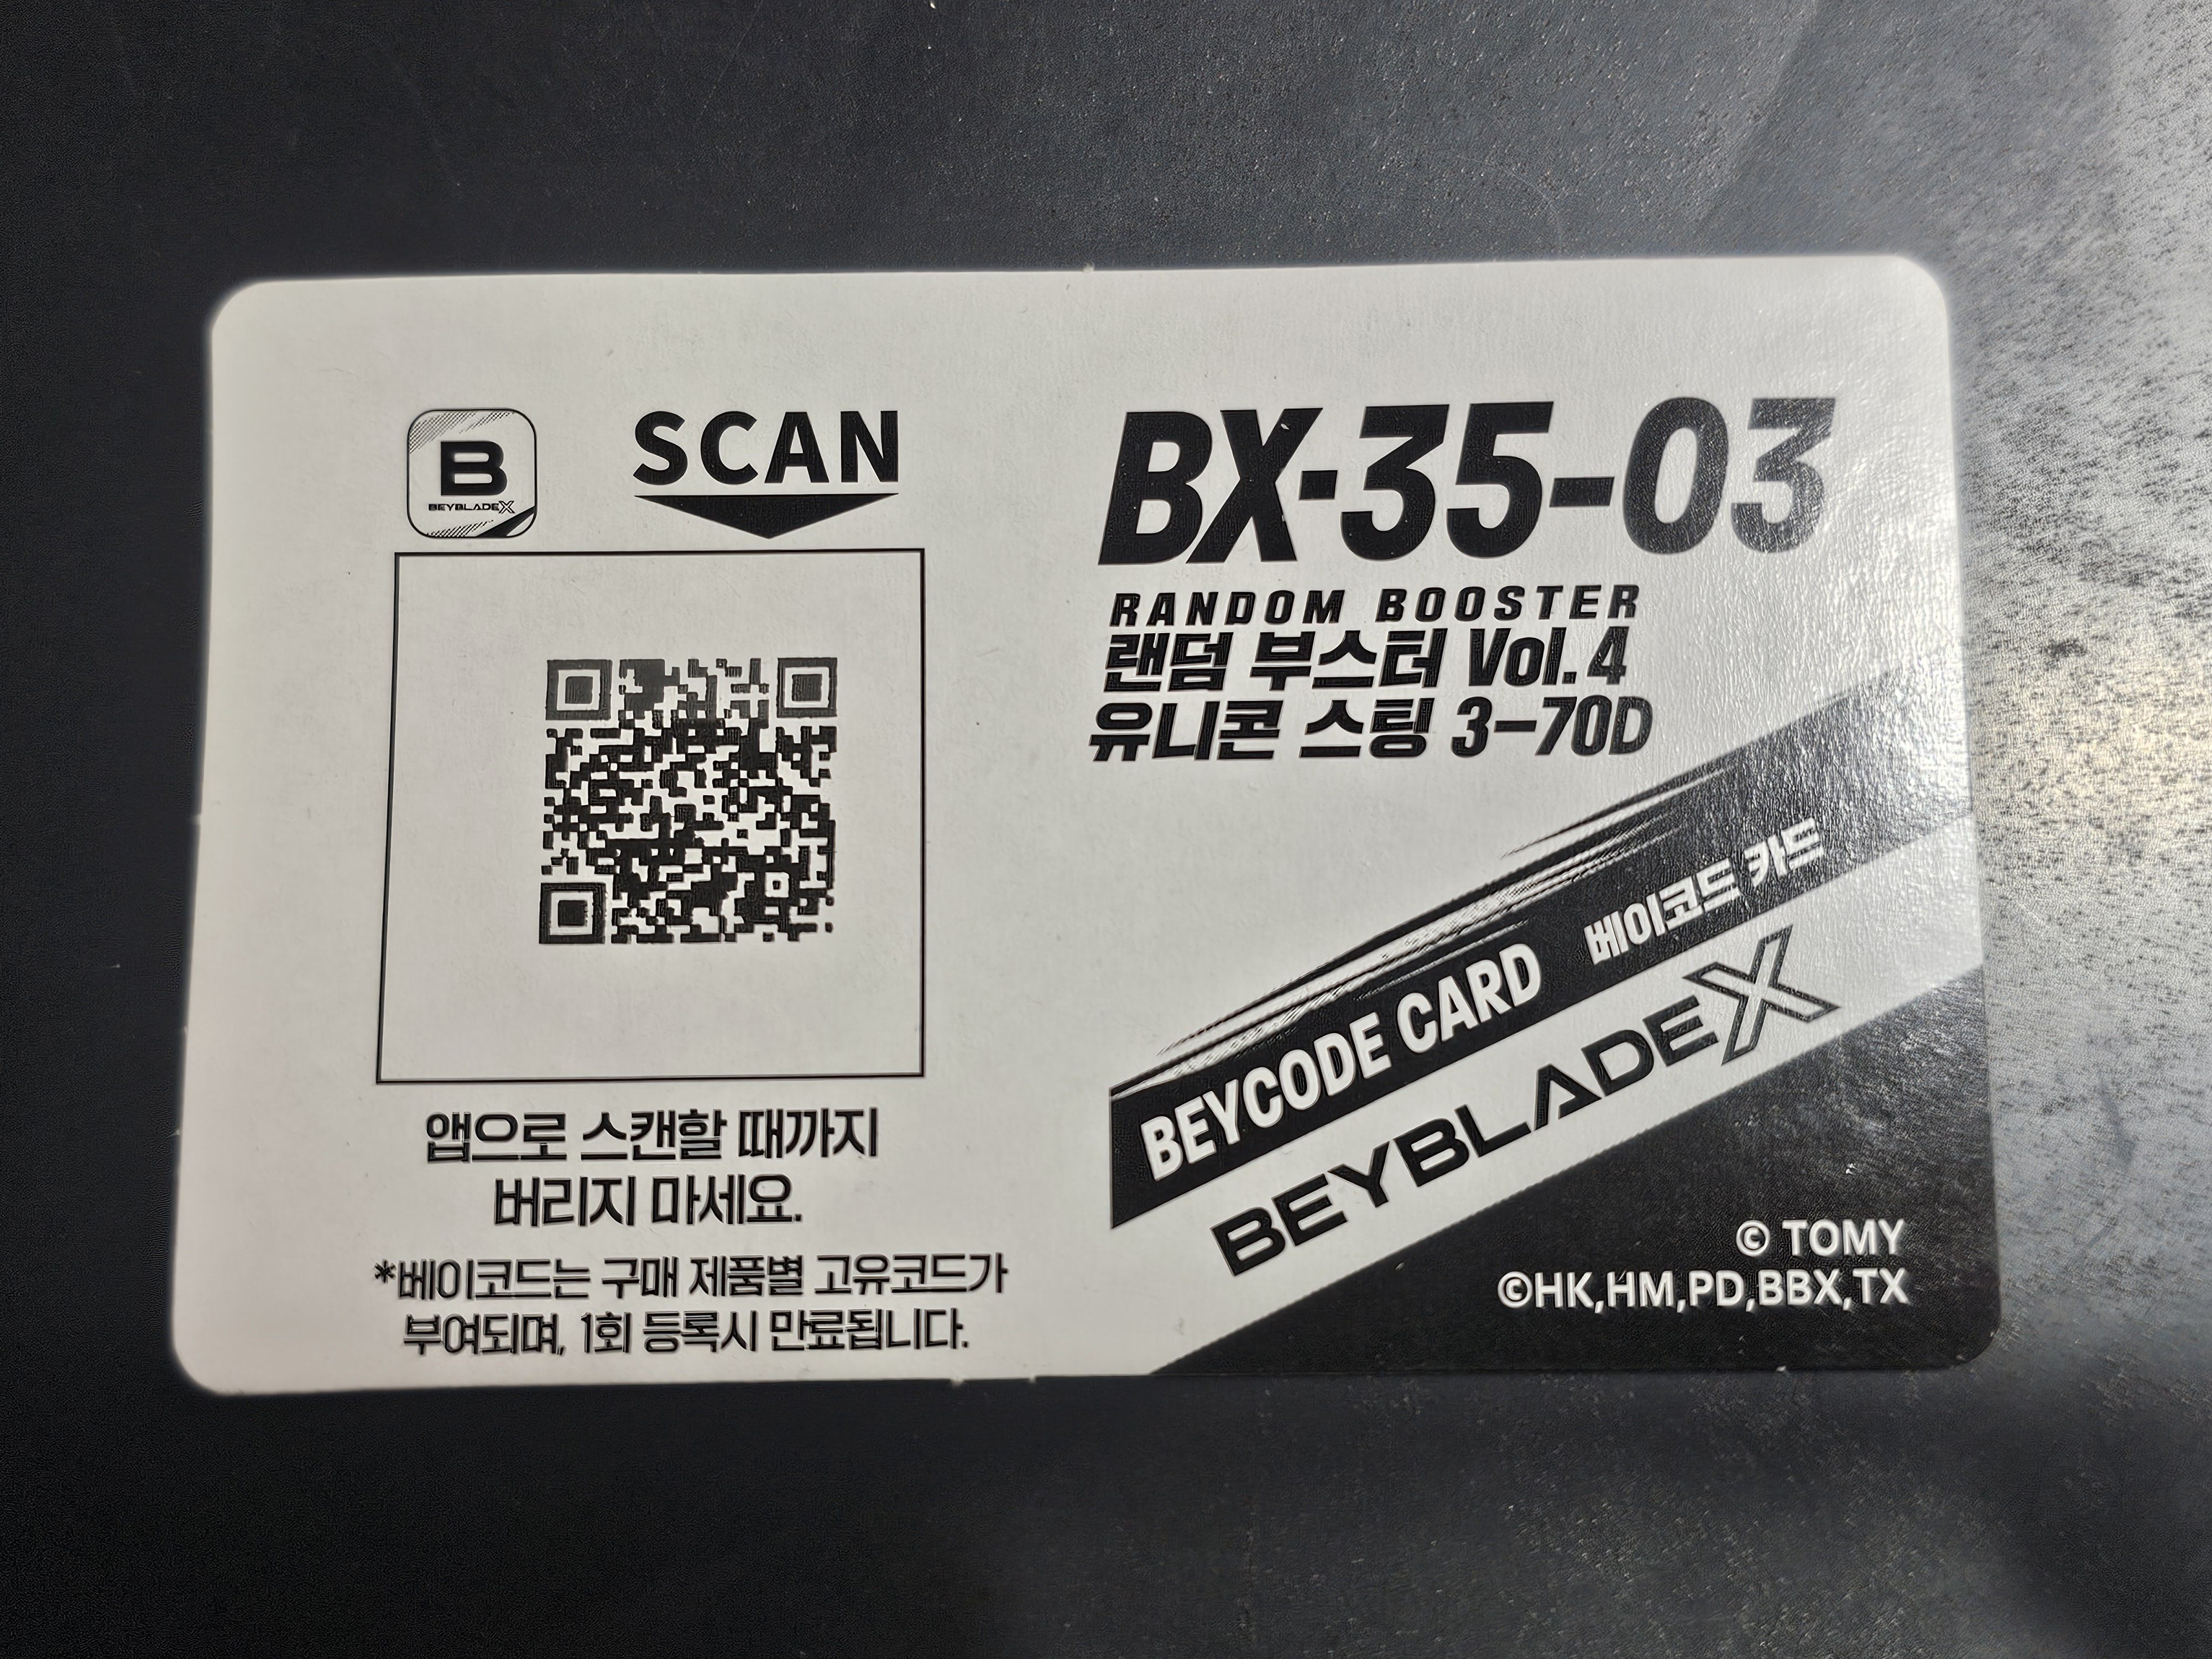 B
BEYBLADE X
SCAN
앱으로 스캔할 때까지
버리지 마세요.
*베이코드는 구매 제품별 고유코드가
부여되며, 1회 등록시 만료됩니다.
BX-35-03
RANDOM BOOSTER
랜덤 부스터 Vol.4
유니콘 스팅 3-70D
BEYCODE CARD 베이코드 카드
BEYBLADE X
© TOMY
©HK,HM,PD,BBX,TX